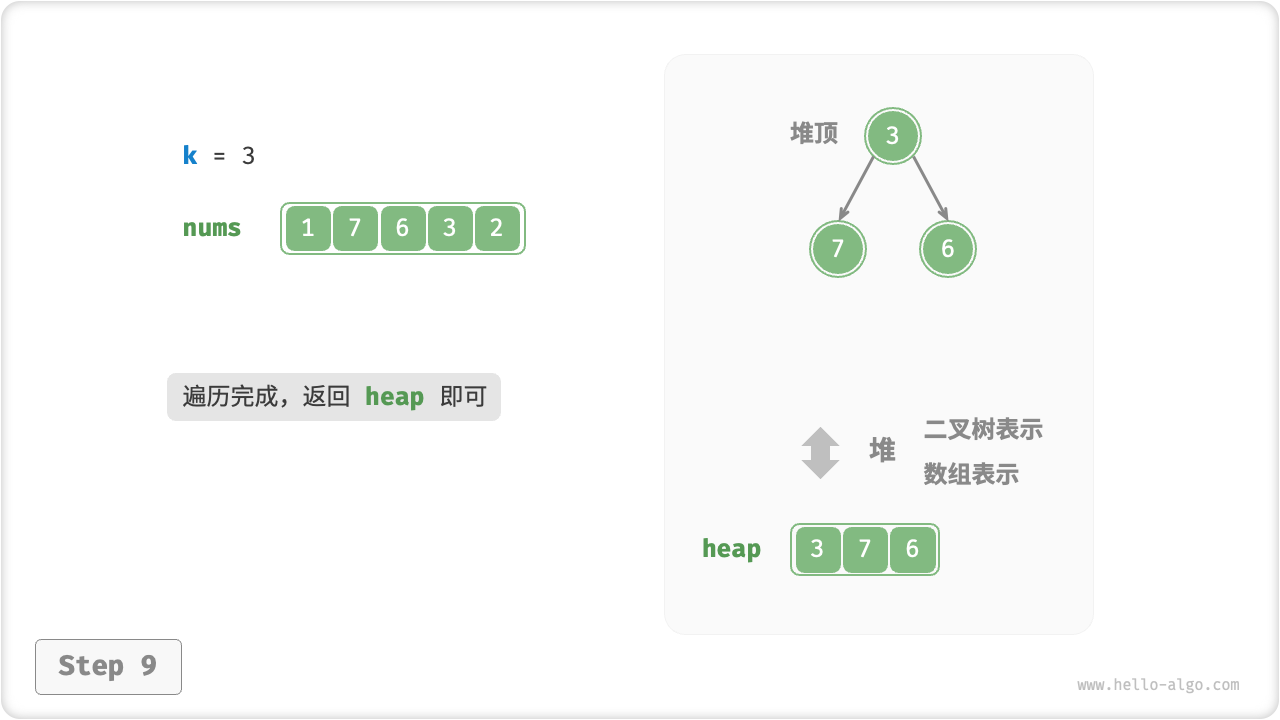 k = 3
nums 1 7 6 3 2
遍历完成，返回 heap 即可
堆顶 3
7 6
堆 二叉树表示
数组表示
heap 3 7 6
Step 9
www.hello-algo.com